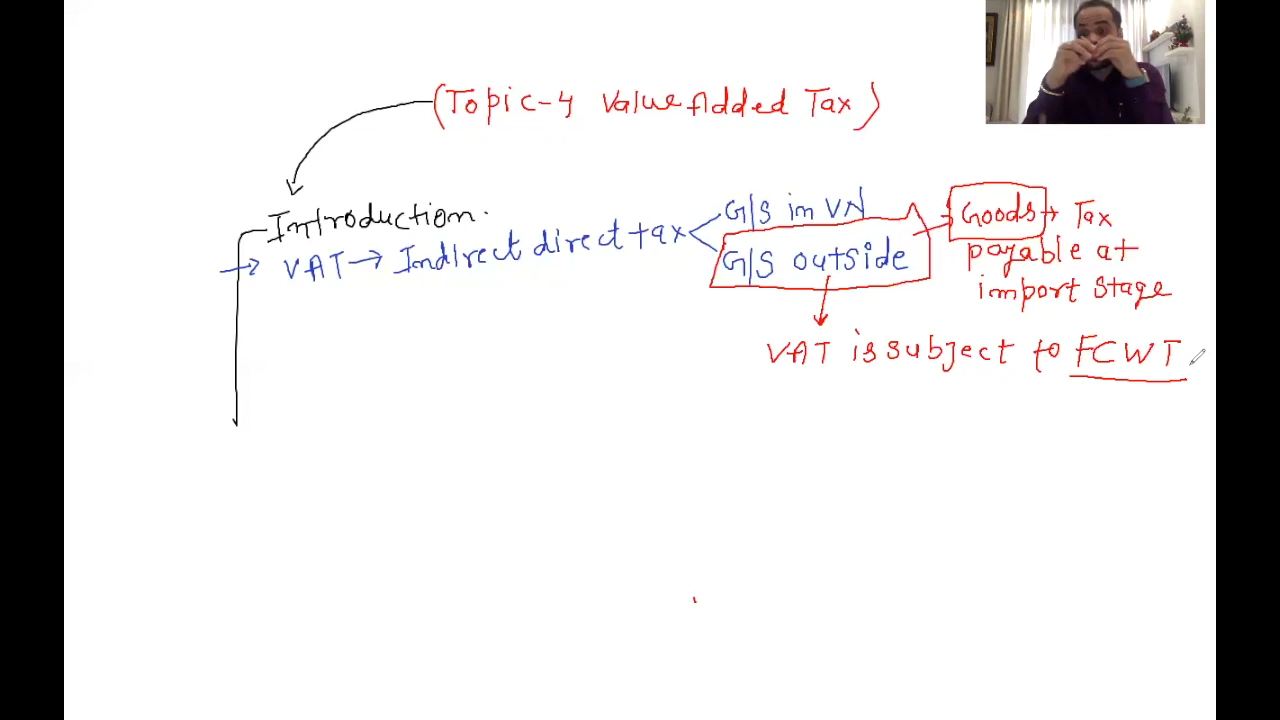 (Topic-4 Value Added Tax)
Introduction.
VAT → Indirect direct tax
G/S in VN
G/S outside
Goods → Tax
payable at
import stage
VAT is subject to FCWT